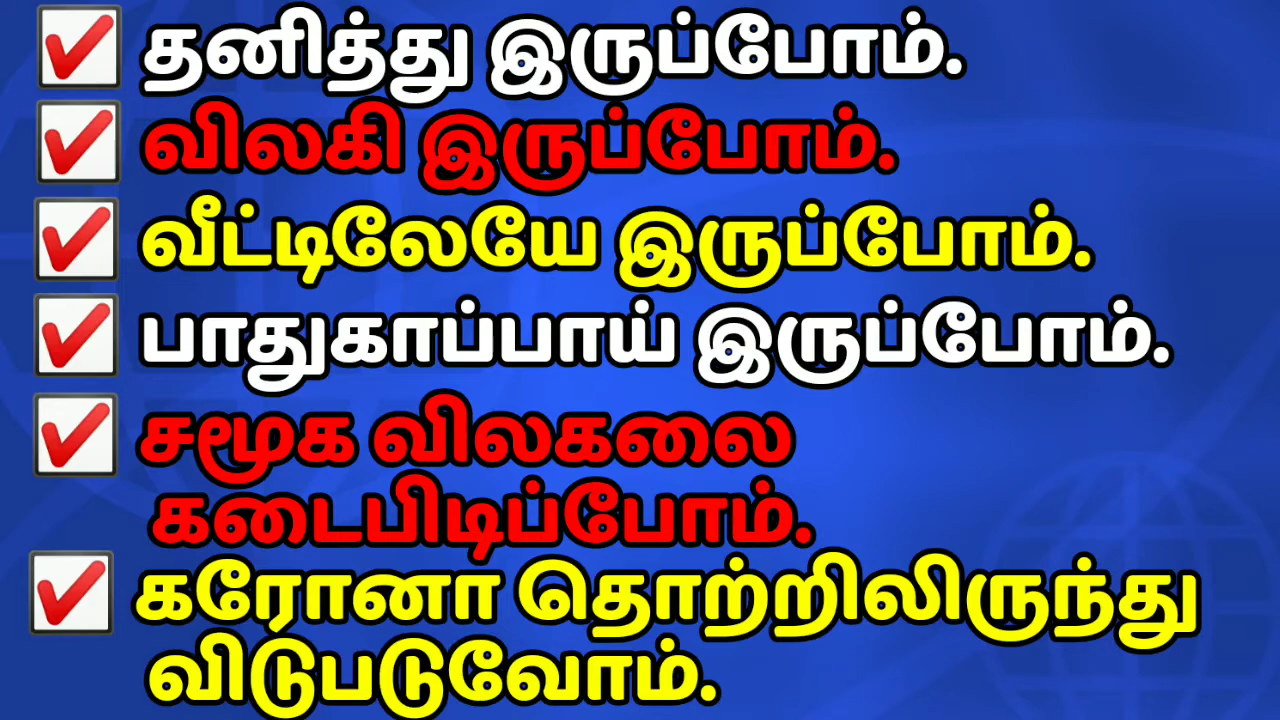 தனித்து இருப்போம்.
விலகி இருப்போம்.
வீட்டிலேயே இருப்போம்.
பாதுகாப்பாய் இருப்போம்.
சமூக விலகலை
கடைபிடிப்போம்.
கரோனா தொற்றிலிருந்து
விடுபடுவோம்.